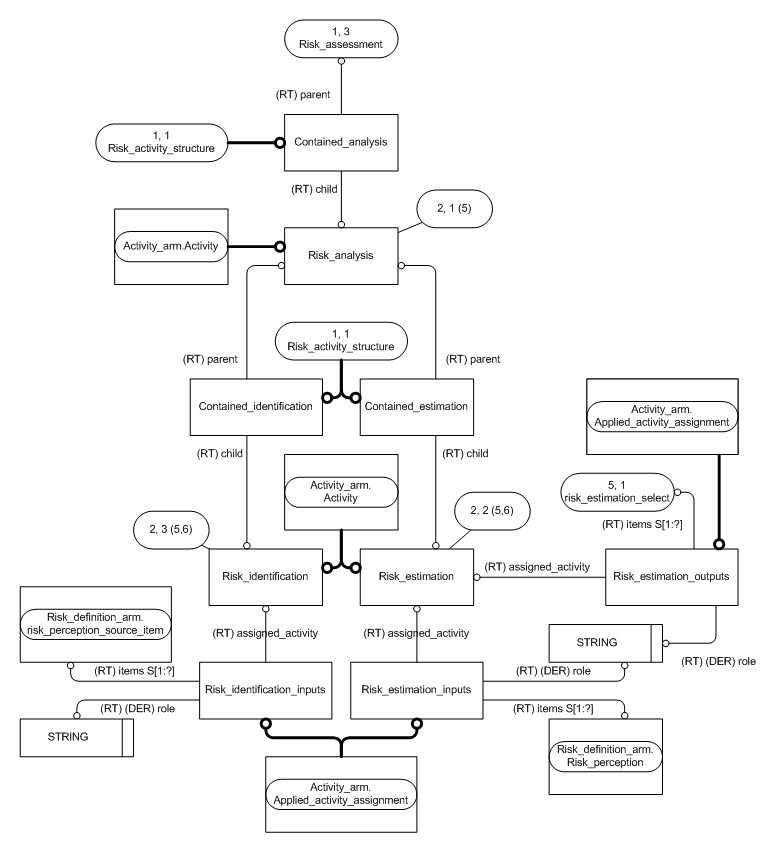 1, 3
Risk_assessment
(RT) parent
1, 1
Risk_activity_structure
Contained_analysis
(RT) child
2, 1 (5)
Activity_arm.Activity
Risk_analysis
1, 1
Risk_activity_structure
(RT) parent
(RT) parent
Contained_identification
Contained_estimation
Activity_arm.
Applied_activity_assignment
(RT) child
(RT) child
Activity_arm.
Activity
5, 1
risk_estimation_select
2, 3 (5,6)
2, 2 (5,6)
(RT) items S[1:?]
Risk_identification
Risk_estimation
(RT) assigned_activity
Risk_estimation_outputs
Risk_definition_arm.
risk_perception_source_item
(RT) assigned_activity
(RT) assigned_activity
STRING
(RT) (DER) role
(RT) items S[1:?]
(RT) (DER) role
Risk_identification_inputs
Risk_estimation_inputs
(RT) (DER) role
(RT) items S[1:?]
STRING
Risk_definition_arm.
Risk_perception
Activity_arm.
Applied_activity_assignment